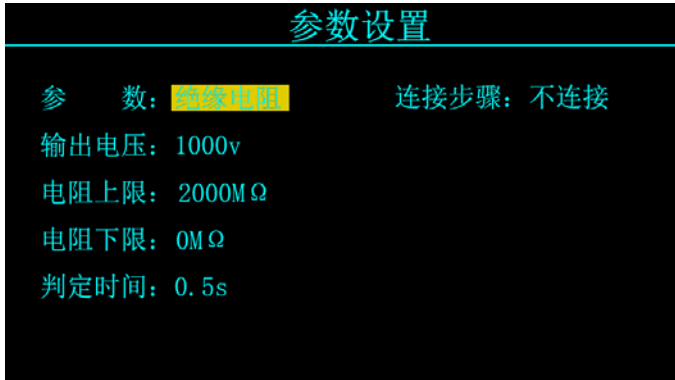 参数设置
参 数：绝缘电阻 连接步骤：不连接
输出电压：1000v
电阻上限：2000MΩ
电阻下限：0MΩ
判定时间：0.5s